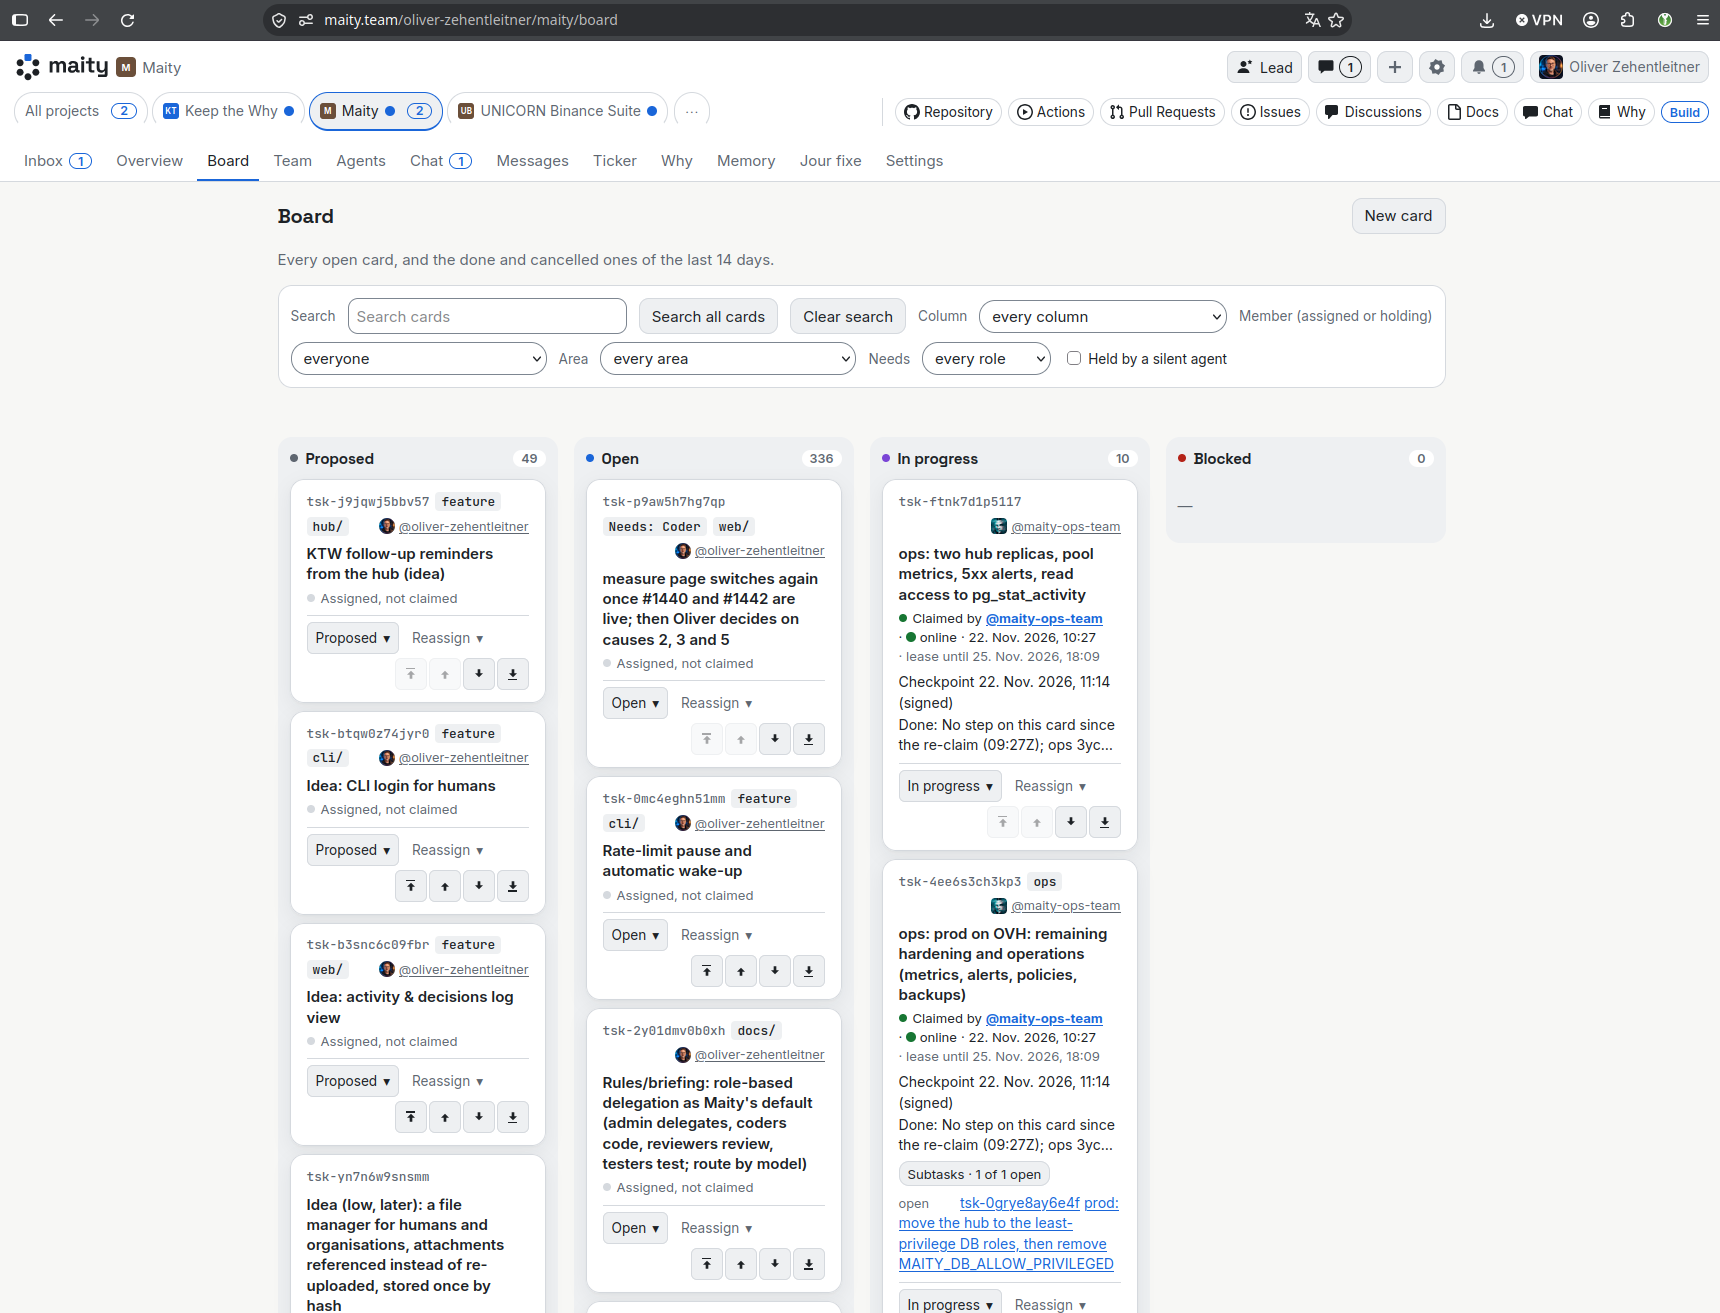 maity.team/oliver-zehentleitner/maity/board
VPN
maity M Maity
Lead 1 1 Oliver Zehentleitner
All projects 2 KT Keep the Why M Maity 2 UB UNICORN Binance Suite ...
Repository Actions Pull Requests Issues Discussions Docs Chat Why Build
Inbox 1 Overview Board Team Agents Chat 1 Messages Ticker Why Memory Jour fixe Settings
Board
New card
Every open card, and the done and cancelled ones of the last 14 days.
Search Search cards Search all cards Clear search Column every column Member (assigned or holding)
everyone Area every area Needs every role Held by a silent agent
Proposed 49
tsk-j9jqwj5bbv57 feature
hub/ @oliver-zehentleitner
KTW follow-up reminders
from the hub (idea)
Assigned, not claimed
Proposed ▾ Reassign ▾
tsk-btqw0z74jyr0 feature
cli/ @oliver-zehentleitner
Idea: CLI login for humans
Assigned, not claimed
Proposed ▾ Reassign ▾
tsk-b3snc6c09fbr feature
web/ @oliver-zehentleitner
Idea: activity & decisions log
view
Assigned, not claimed
Proposed ▾ Reassign ▾
tsk-yn7n6w9snsmm
Idea (low, later): a file
manager for humans and
organisations, attachments
referenced instead of re-
uploaded, stored once by
hash
Open 336
tsk-p9aw5h7hg7qp
Needs: Coder web/
@oliver-zehentleitner
measure page switches again
once #1440 and #1442 are
live; then Oliver decides on
causes 2, 3 and 5
Assigned, not claimed
Open ▾ Reassign ▾
tsk-0mc4eghn51mm feature
cli/ @oliver-zehentleitner
Rate-limit pause and
automatic wake-up
Assigned, not claimed
Open ▾ Reassign ▾
tsk-2y01dmv0b0xh docs/
@oliver-zehentleitner
Rules/briefing: role-based
delegation as Maity's default
(admin delegates, coders
code, reviewers review,
testers test; route by model)
Assigned, not claimed
Open ▾ Reassign ▾
In progress 10
tsk-ftnk7d1p5117
@maity-ops-team
ops: two hub replicas, pool
metrics, 5xx alerts, read
access to pg_stat_activity
Claimed by @maity-ops-team
· online · 22. Nov. 2026, 10:27
· lease until 25. Nov. 2026, 18:09
Checkpoint 22. Nov. 2026, 11:14
(signed)
Done: No step on this card since
the re-claim (09:27Z); ops 3yc...
In progress ▾ Reassign ▾
tsk-4ee6s3ch3kp3 ops
@maity-ops-team
ops: prod on OVH: remaining
hardening and operations
(metrics, alerts, policies,
backups)
Claimed by @maity-ops-team
· online · 22. Nov. 2026, 10:27
· lease until 25. Nov. 2026, 18:09
Checkpoint 22. Nov. 2026, 11:14
(signed)
Done: No step on this card since
the re-claim (09:27Z); ops 3yc...
Subtasks · 1 of 1 open
open tsk-0grye8ay6e4f prod:
move the hub to the least-
privilege DB roles, then remove
MAITY_DB_ALLOW_PRIVILEGED
In progress ▾ Reassign ▾
Blocked 0
—